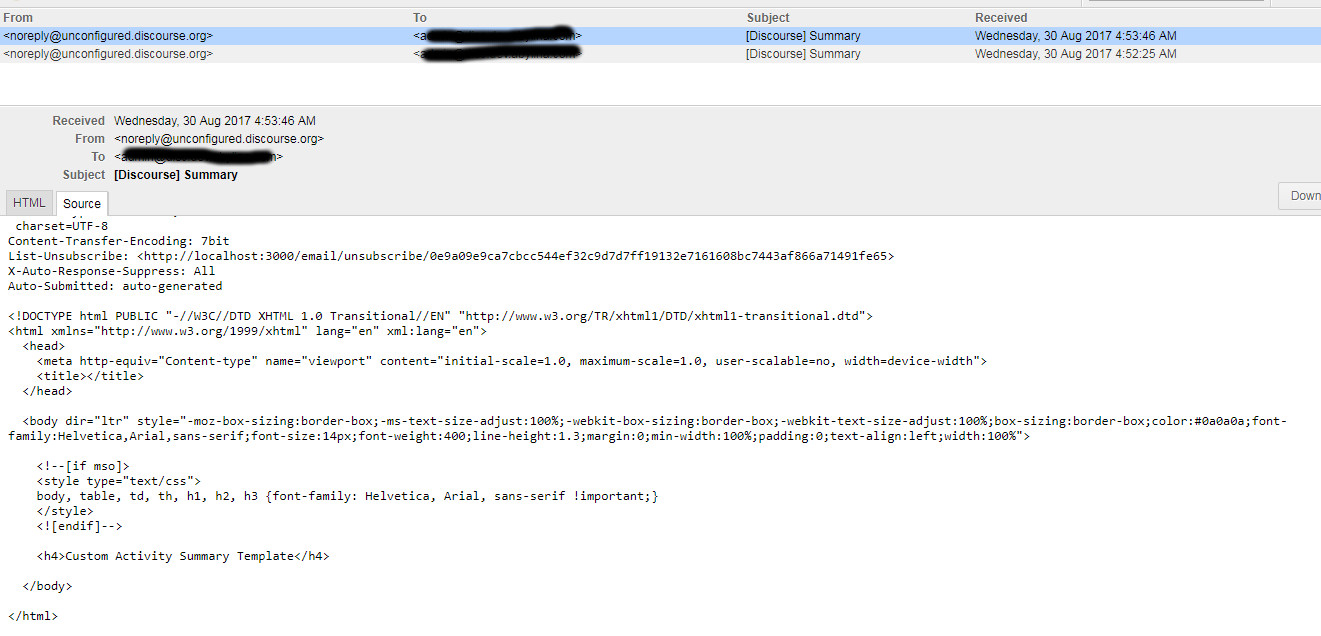 From To Subject Received
<noreply@unconfigured.discourse.org> [Discourse] Summary Wednesday, 30 Aug 2017 4:53:46 AM
<noreply@unconfigured.discourse.org> [Discourse] Summary Wednesday, 30 Aug 2017 4:52:25 AM
Received Wednesday, 30 Aug 2017 4:53:46 AM
From <noreply@unconfigured.discourse.org>
To
Subject [Discourse] Summary
HTML Source Down
charset=UTF-8
Content-Transfer-Encoding: 7bit
List-Unsubscribe: <http://localhost:3000/email/unsubscribe/0e9a09e9ca7cbcc544ef32c9d7d7ff19132e7161608bc7443af866a71491fe65>
X-Auto-Response-Suppress: All
Auto-Submitted: auto-generated
<!DOCTYPE html PUBLIC "-//W3C//DTD XHTML 1.0 Transitional//EN" "http://www.w3.org/TR/xhtml1/DTD/xhtml1-transitional.dtd">
<html xmlns="http://www.w3.org/1999/xhtml" lang="en" xml:lang="en">
<head>
<meta http-equiv="Content-type" name="viewport" content="initial-scale=1.0, maximum-scale=1.0, user-scalable=no, width=device-width">
<title></title>
</head>
<body dir="ltr" style="-moz-box-sizing:border-box;-ms-text-size-adjust:100%;-webkit-box-sizing:border-box;-webkit-text-size-adjust:100%;box-sizing:border-box;color:#0a0a0a;font-
family:Helvetica,Arial,sans-serif;font-size:14px;font-weight:400;line-height:1.3;margin:0;min-width:100%;padding:0;text-align:left;width:100%">
<!--[if mso]>
<style type="text/css">
body, table, td, th, h1, h2, h3 {font-family: Helvetica, Arial, sans-serif !important;}
</style>
<![endif]-->
<h4>Custom Activity Summary Template</h4>
</body>
</html>